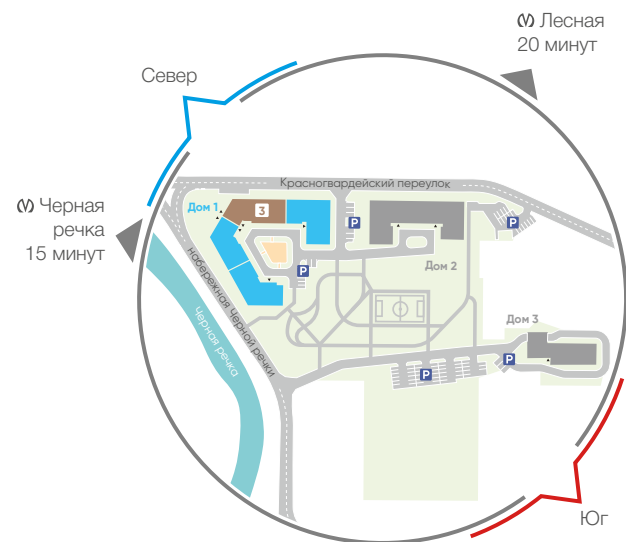 Лесная
20 минут
Север
Красногвардейский переулок
Дом 1
3
P
P
Черная
речка
15 минут
Дом 2
P
набережная Черной речки
Черная речка
Дом 3
P
P
Юг